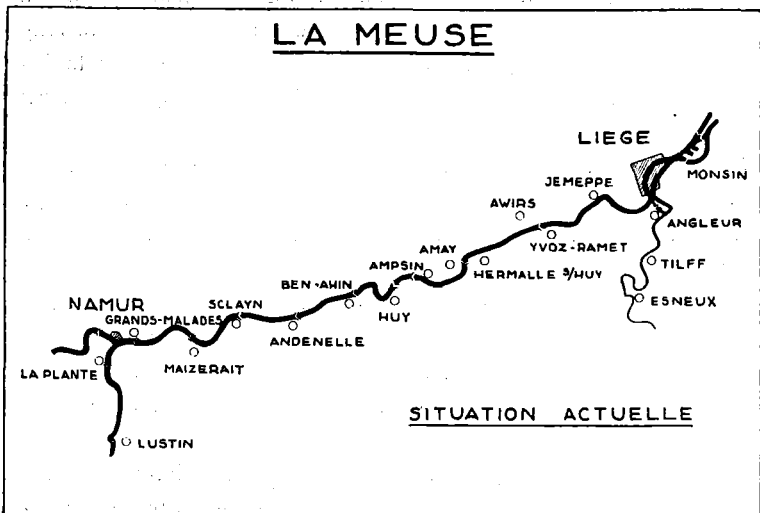 LA MEUSE
LIEGE
MONSIN
JEMEPPE
AWIRS
ANGLEUR
YVOZ-RAMET
AMAY
TILFF
AMPSIN
HERMALLE S/HUY
BEN-AHIN
ESNEUX
SCLAYN
NAMUR
HUY
GRANDS-MALADES
ANDENELLE
MAIZERAIT
LA PLANTE
SITUATION ACTUELLE
LUSTIN